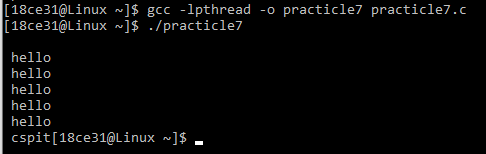 [18ce31@Linux ~]$ gcc -lpthread -o practicle7 practicle7.c
[18ce31@Linux ~]$ ./practicle7
hello
hello
hello
hello
hello
cspit[18ce31@Linux ~]$